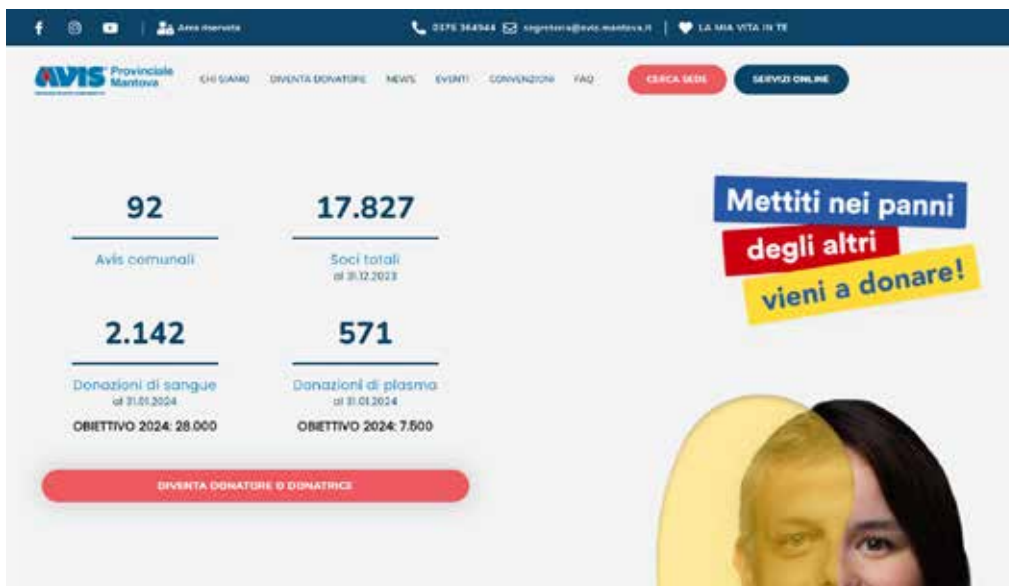 Area riservata
0376 364944
segreteria@avis.mantova.it
LA MIA VITA IN TE
AVIS Provinciale
Mantova
CHI SIAMO
DIVENTA DONATORE
NEWS
EVENTI
CONVENZIONI
FAQ
CERCA SEDE
SERVIZI ONLINE
92
Avis comunali
17.827
Soci totali
al 31.12.2023
2.142
Donazioni di sangue
al 31.01.2024
OBIETTIVO 2024: 28.000
571
Donazioni di plasma
al 31.01.2024
OBIETTIVO 2024: 7.500
DIVENTA DONATORE O DONATRICE
Mettiti nei panni
degli altri
vieni a donare!